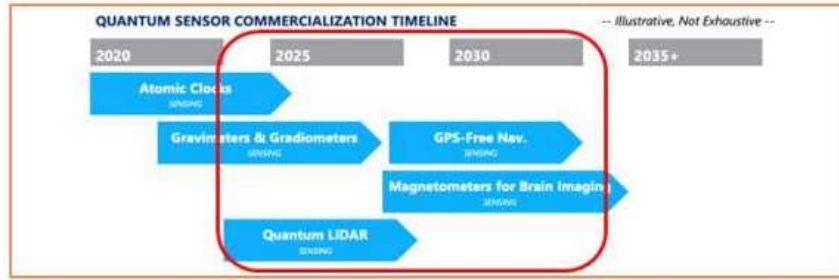 QUANTUM SENSOR COMMERCIALIZATION TIMELINE
-- Illustrative, Not Exhaustive --
2020
2025
2030
2035+
Atomic Clocks
SENSING
Gravimeters & Gradiometers
SENSING
GPS-Free Nav.
SENSING
Magnetometers for Brain Imaging
SENSING
Quantum LiDAR
SENSING